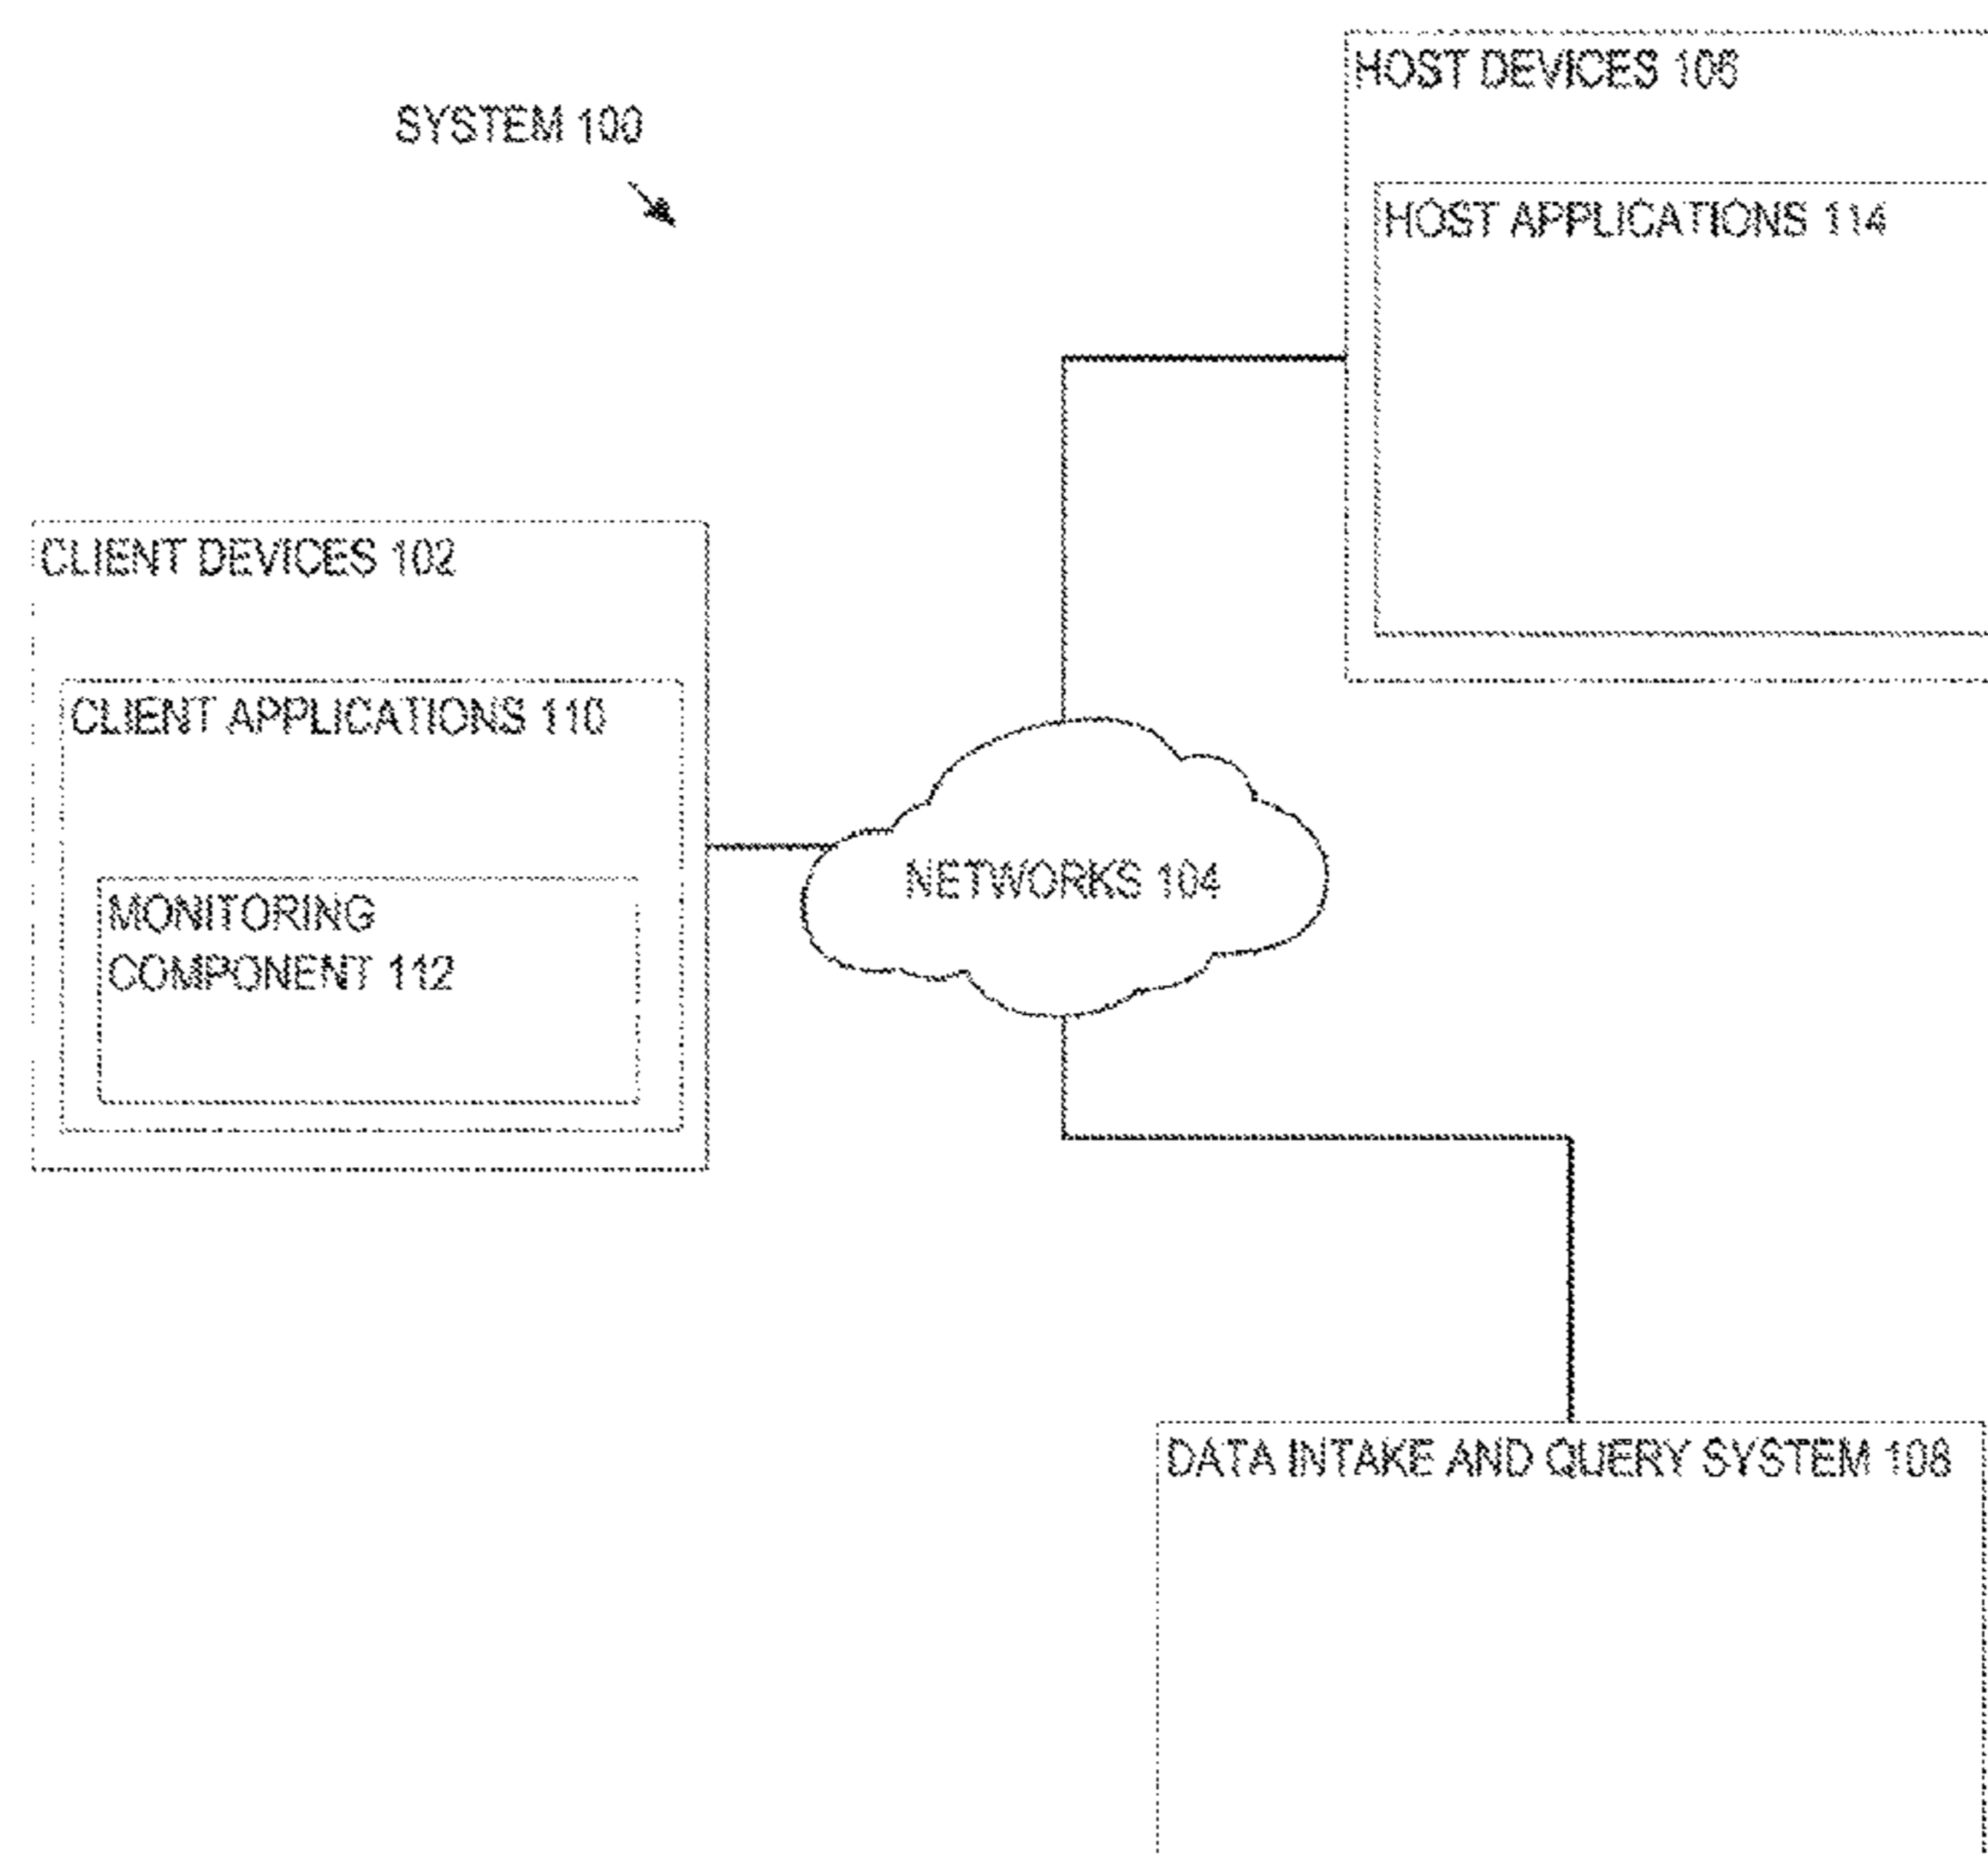 SYSTEM 100
HOST DEVICES 106
HOST APPLICATIONS 114
CLIENT DEVICES 102
CLIENT APPLICATIONS 110
MONITORING
COMPONENT 112
NETWORKS 104
DATA INTAKE AND QUERY SYSTEM 108